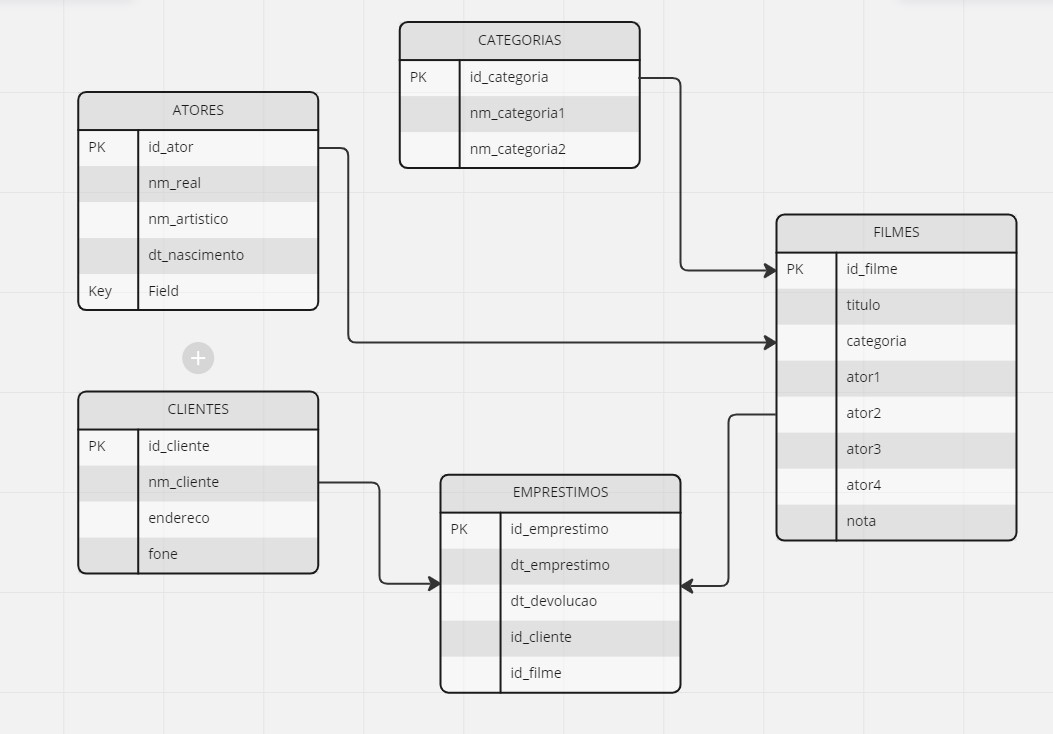 CATEGORIAS
PK id_categoria
nm_categoria1
nm_categoria2
ATORES
PK id_ator
nm_real
nm_artistico
dt_nascimento
Key Field
FILMES
PK id_filme
titulo
categoria
ator1
ator2
ator3
ator4
nota
CLIENTES
PK id_cliente
nm_cliente
endereco
fone
EMPRESTIMOS
PK id_emprestimo
dt_emprestimo
dt_devolucao
id_cliente
id_filme